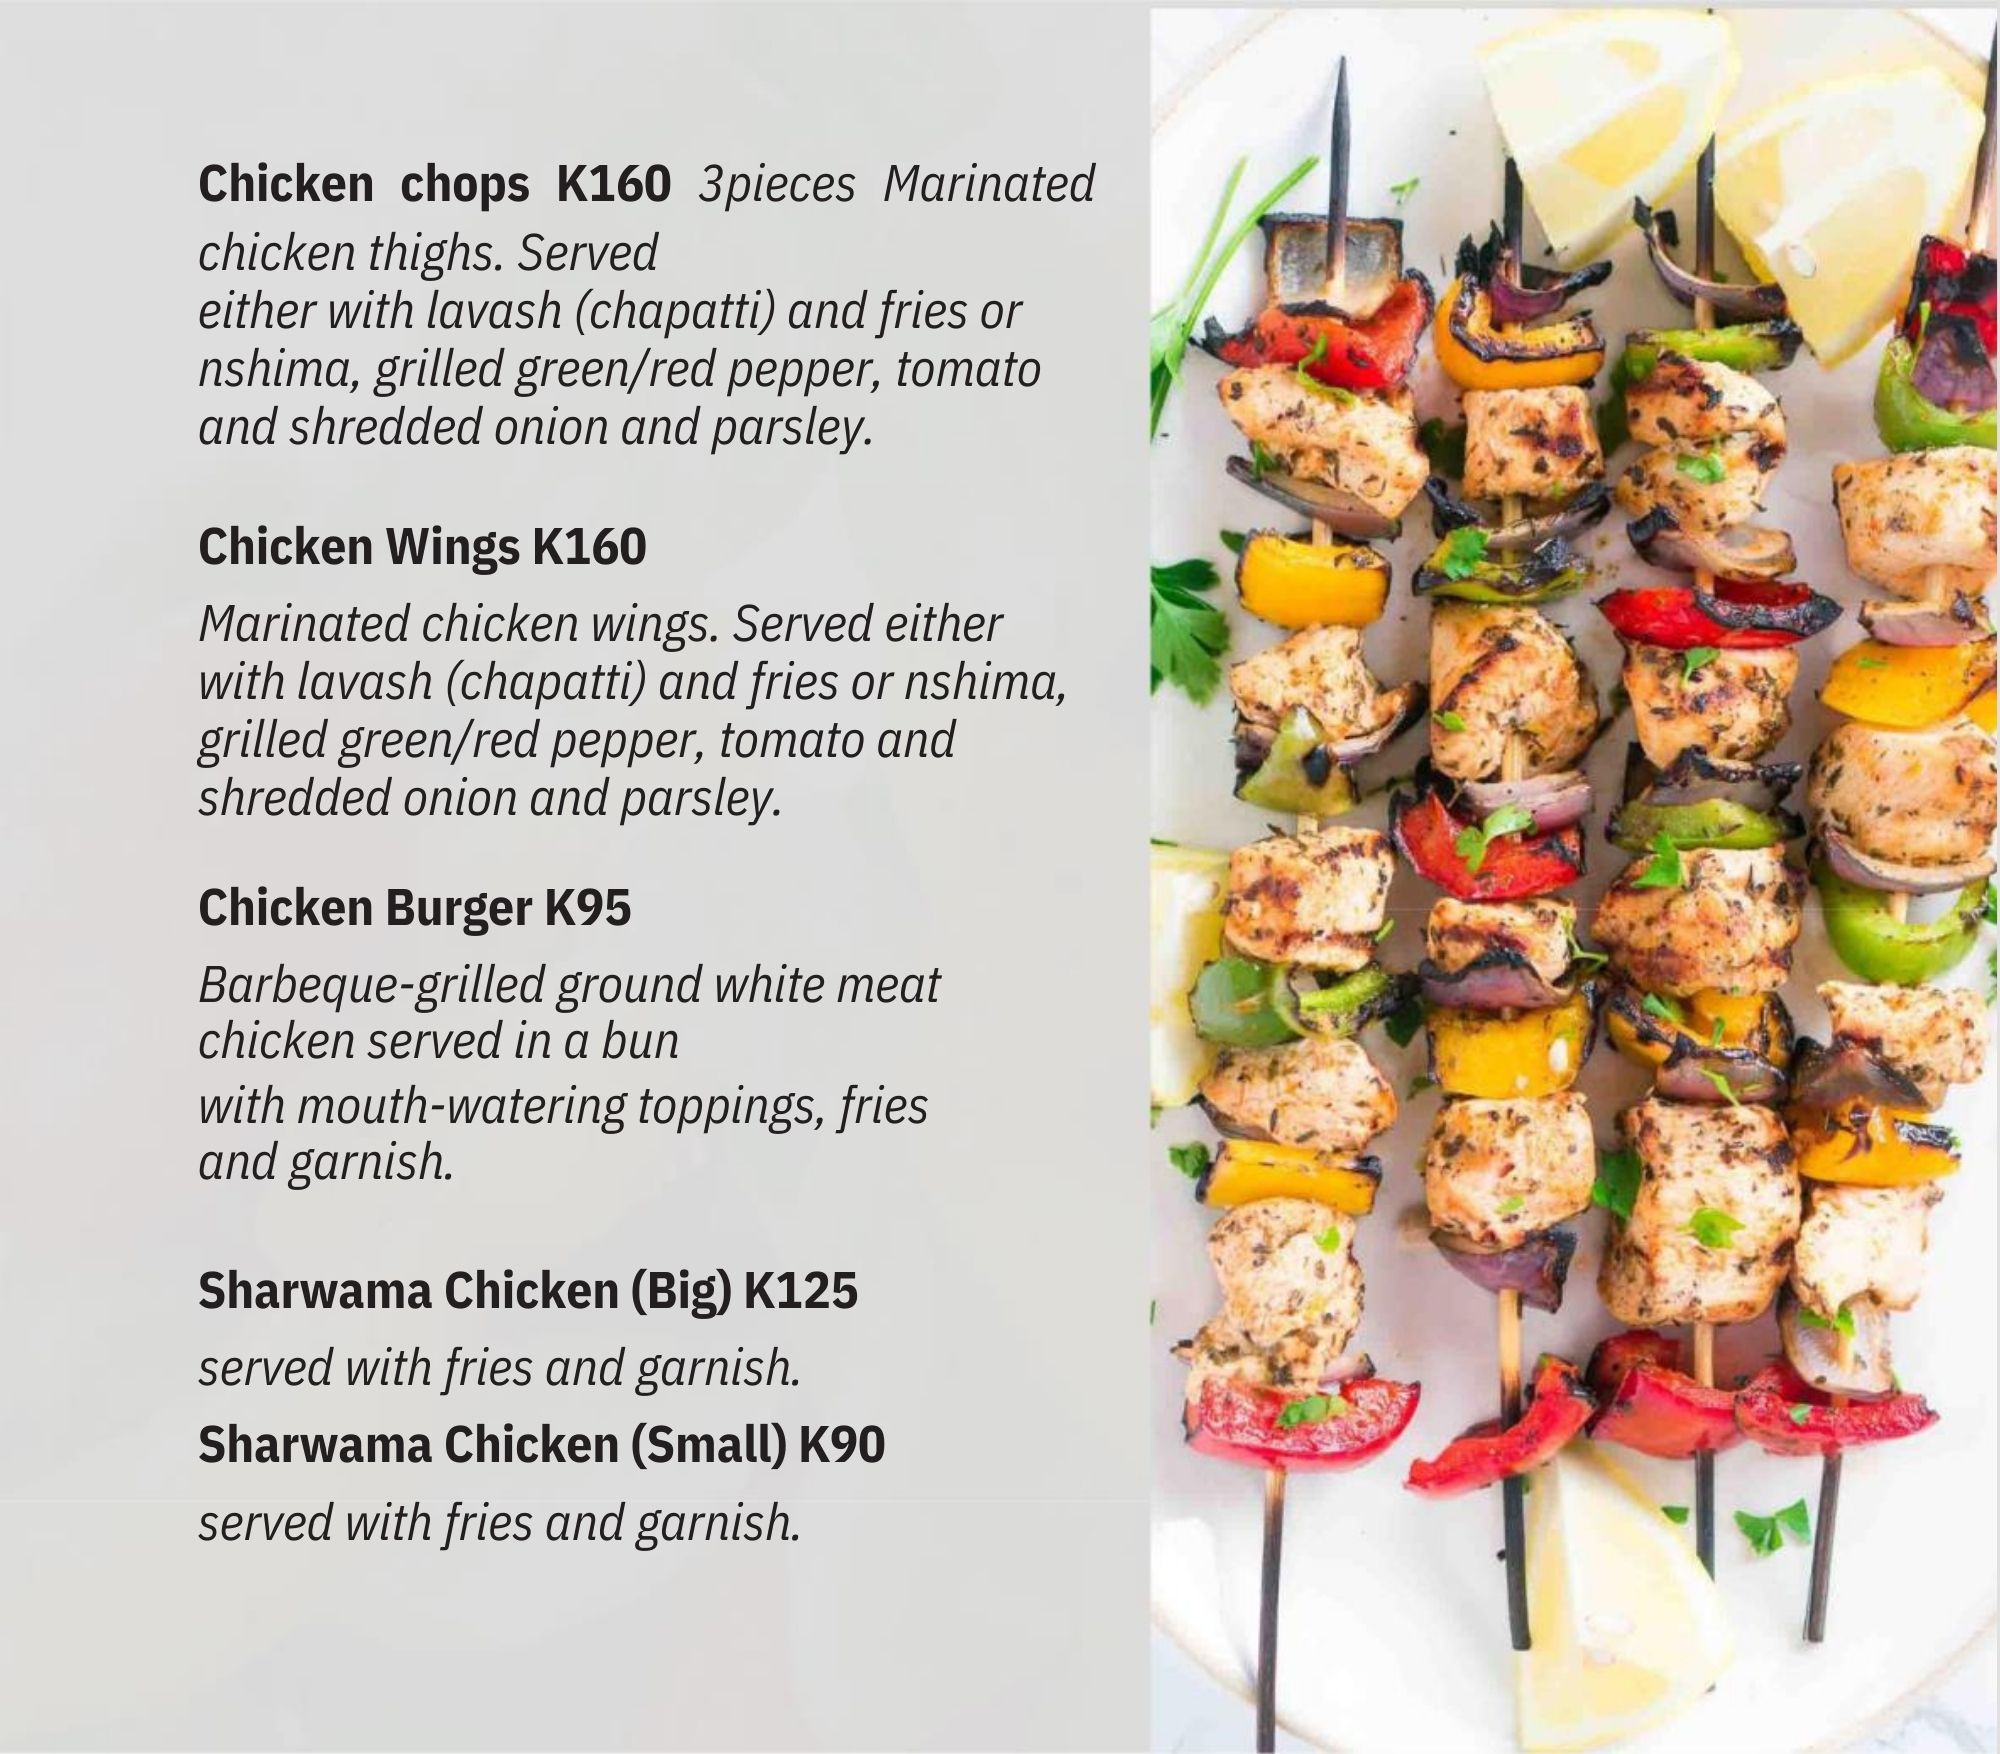 Chicken chops K160 3pieces Marinated
chicken thighs. Served
either with lavash (chapatti) and fries or
nshima, grilled green/red pepper, tomato
and shredded onion and parsley.
Chicken Wings K160
Marinated chicken wings. Served either
with lavash (chapatti) and fries or nshima,
grilled green/red pepper, tomato and
shredded onion and parsley.
Chicken Burger K95
Barbeque-grilled ground white meat
chicken served in a bun
with mouth-watering toppings, fries
and garnish.
Sharwama Chicken (Big) K125
served with fries and garnish.
Sharwama Chicken (Small) K90
served with fries and garnish.